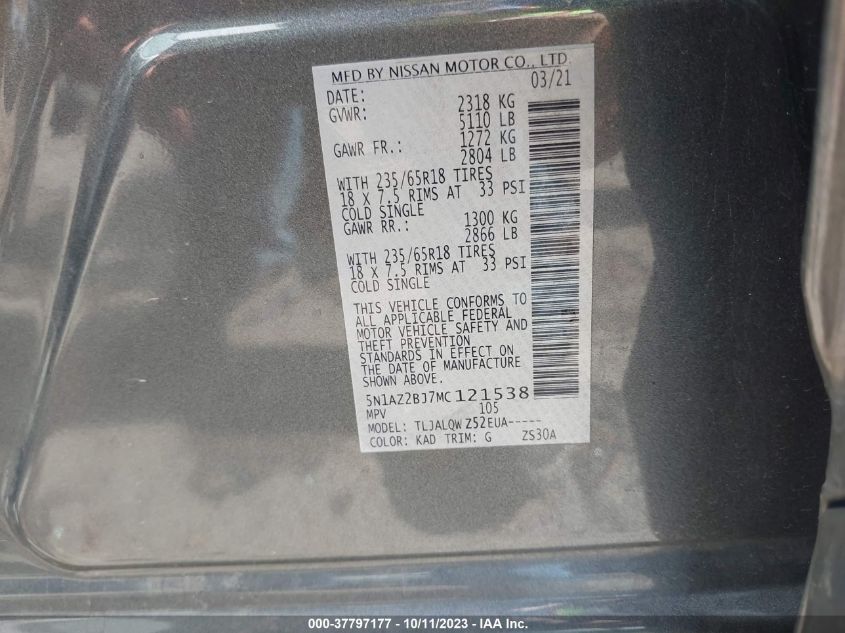 MFD BY NISSAN MOTOR CO., LTD.
DATE: 03/21
GVWR: 2318 KG
5110 LB
GAWR FR.: 1272 KG
2804 LB
WITH 235/65R18 TIRES
18 X 7.5 RIMS AT 33 PSI
COLD SINGLE
GAWR RR.: 1300 KG
2866 LB
WITH 235/65R18 TIRES
18 X 7.5 RIMS AT 33 PSI
COLD SINGLE
THIS VEHICLE CONFORMS TO
ALL APPLICABLE FEDERAL
MOTOR VEHICLE SAFETY AND
THEFT PREVENTION
STANDARDS IN EFFECT ON
THE DATE OF MANUFACTURE
SHOWN ABOVE.
5N1AZ2BJ7MC121538
MPV 105
MODEL: TLJALQWZ52EUA-----
COLOR: KAD TRIM: G ZS30A
000-37797177 - 10/11/2023 - IAA Inc.